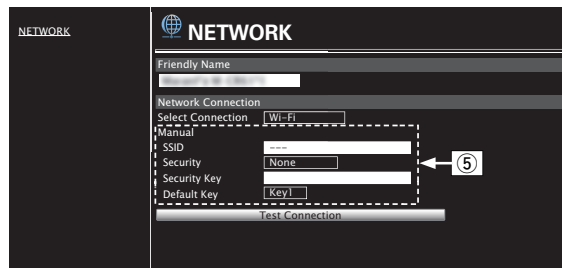 NETWORK
NETWORK
Friendly Name
Network Connection
Select Connection Wi-Fi
Manual
SSID ---
Security None
⑤
Security Key
Default Key Key1
Test Connection